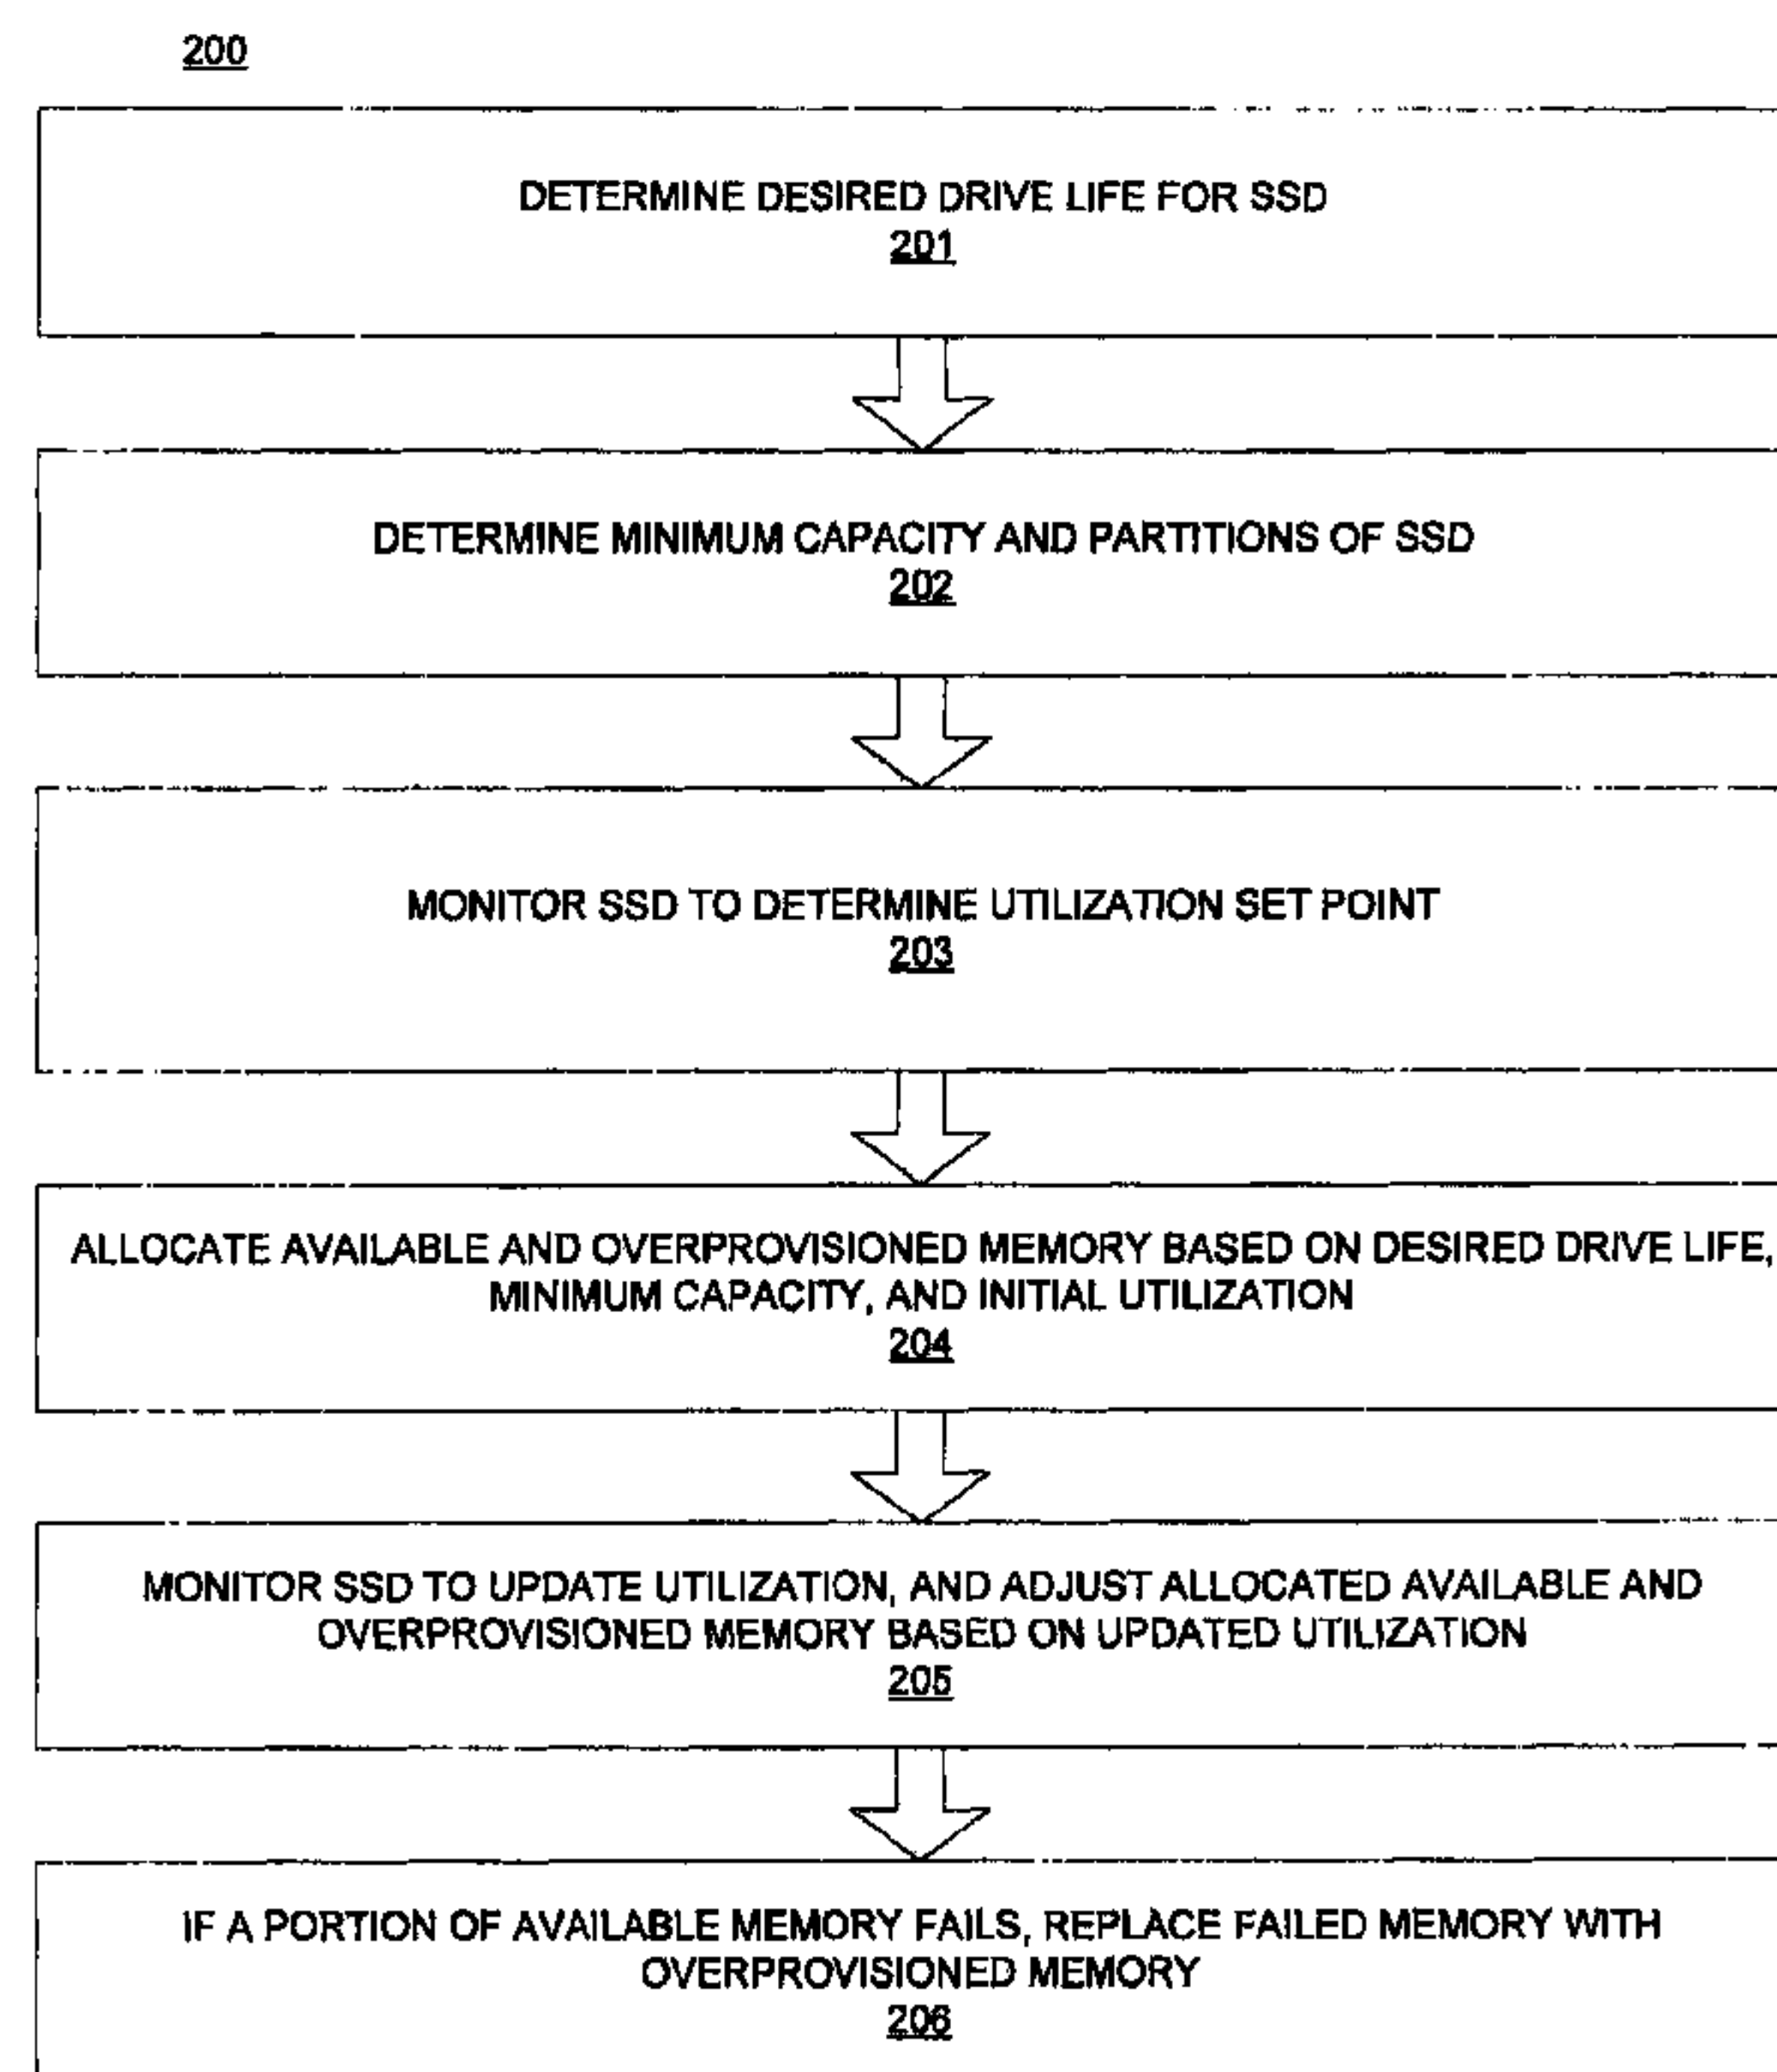 200
DETERMINE DESIRED DRIVE LIFE FOR SSD
201
DETERMINE MINIMUM CAPACITY AND PARTITIONS OF SSD
202
MONITOR SSD TO DETERMINE UTILIZATION SET POINT
203
ALLOCATE AVAILABLE AND OVERPROVISIONED MEMORY BASED ON DESIRED DRIVE LIFE,
MINIMUM CAPACITY, AND INITIAL UTILIZATION
204
MONITOR SSD TO UPDATE UTILIZATION, AND ADJUST ALLOCATED AVAILABLE AND
OVERPROVISIONED MEMORY BASED ON UPDATED UTILIZATION
205
IF A PORTION OF AVAILABLE MEMORY FAILS, REPLACE FAILED MEMORY WITH
OVERPROVISIONED MEMORY
206